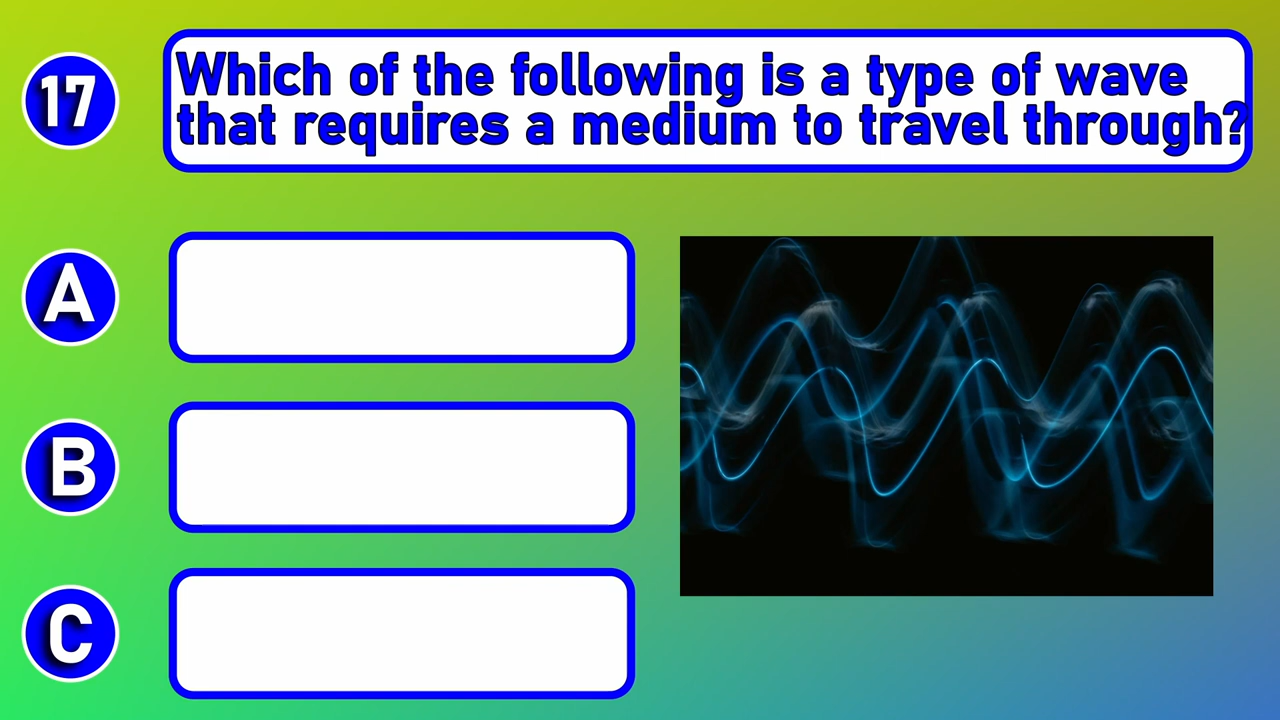 17
Which of the following is a type of wave
that requires a medium to travel through?
A
B
C